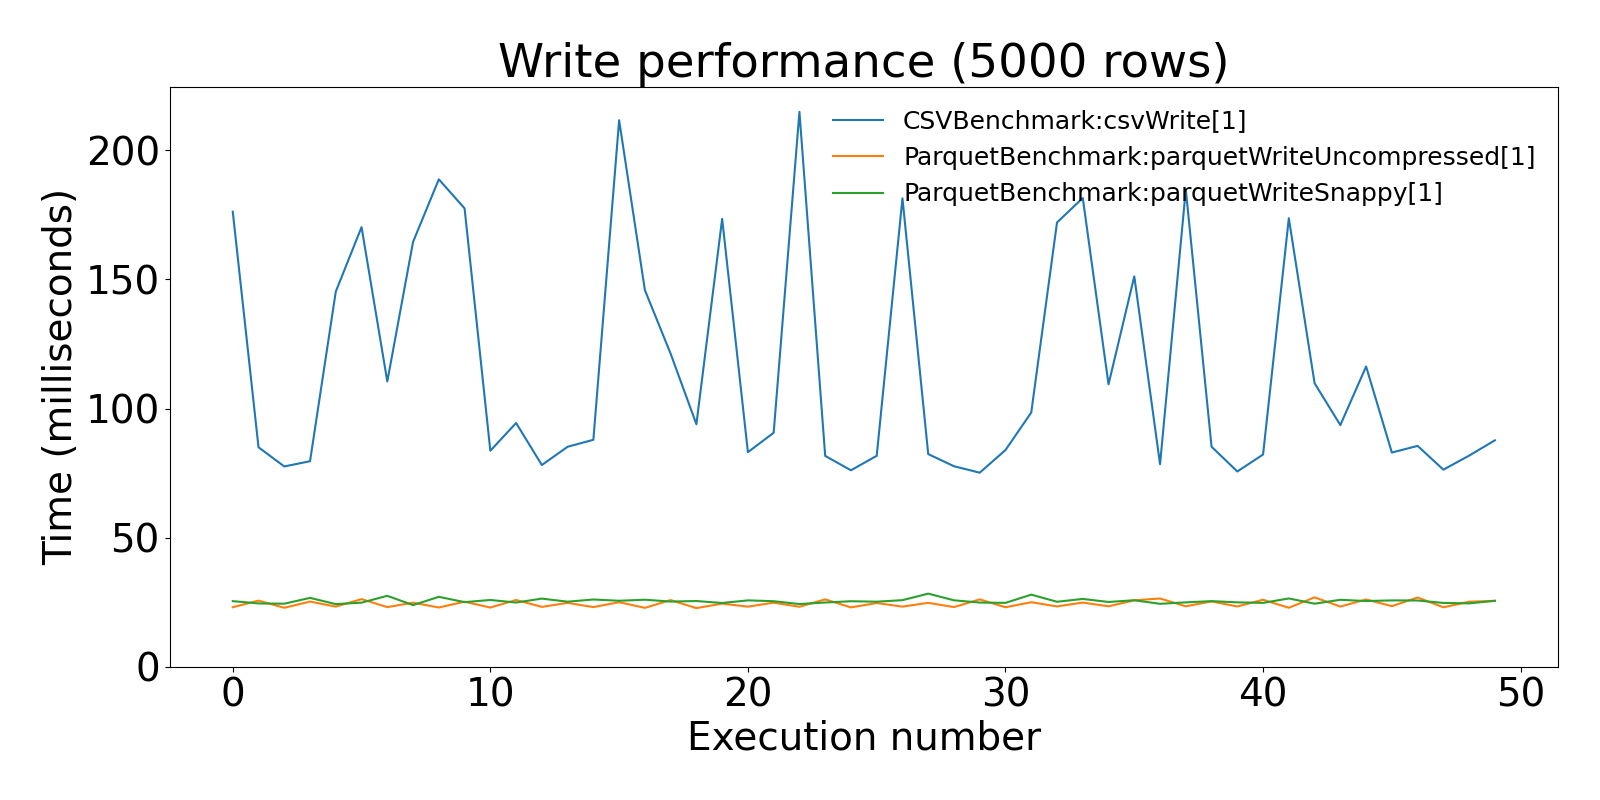 Write performance (5000 rows)
CSVBenchmark:csvWrite[1]
ParquetBenchmark:parquetWriteUncompressed[1]
ParquetBenchmark:parquetWriteSnappy[1]
Time (milliseconds)
200
150
100
50
0
0 10 20 30 40 50
Execution number